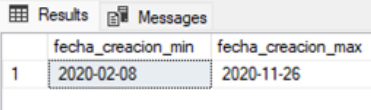 Results Messages
fecha_creacion_min fecha_creacion_max
1 2020-02-08 2020-11-26